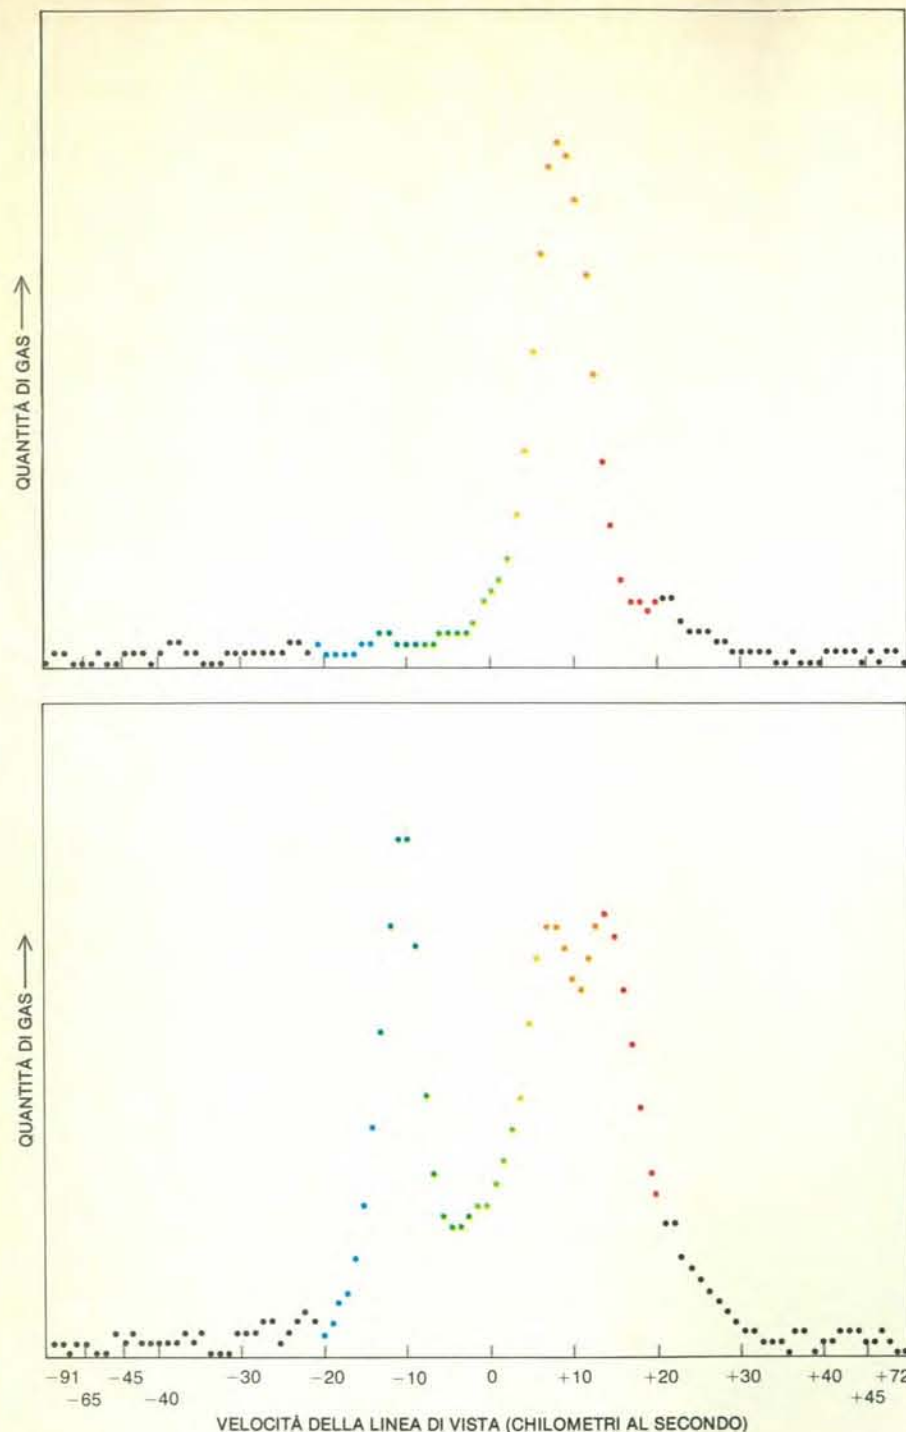 QUANTITÀ DI GAS
QUANTITÀ DI GAS
−91 −45 −30 −20 −10 0 +10 +20 +30 +40 +72
−65 −40 +45
VELOCITÀ DELLA LINEA DI VISTA (CHILOMETRI AL SECONDO)